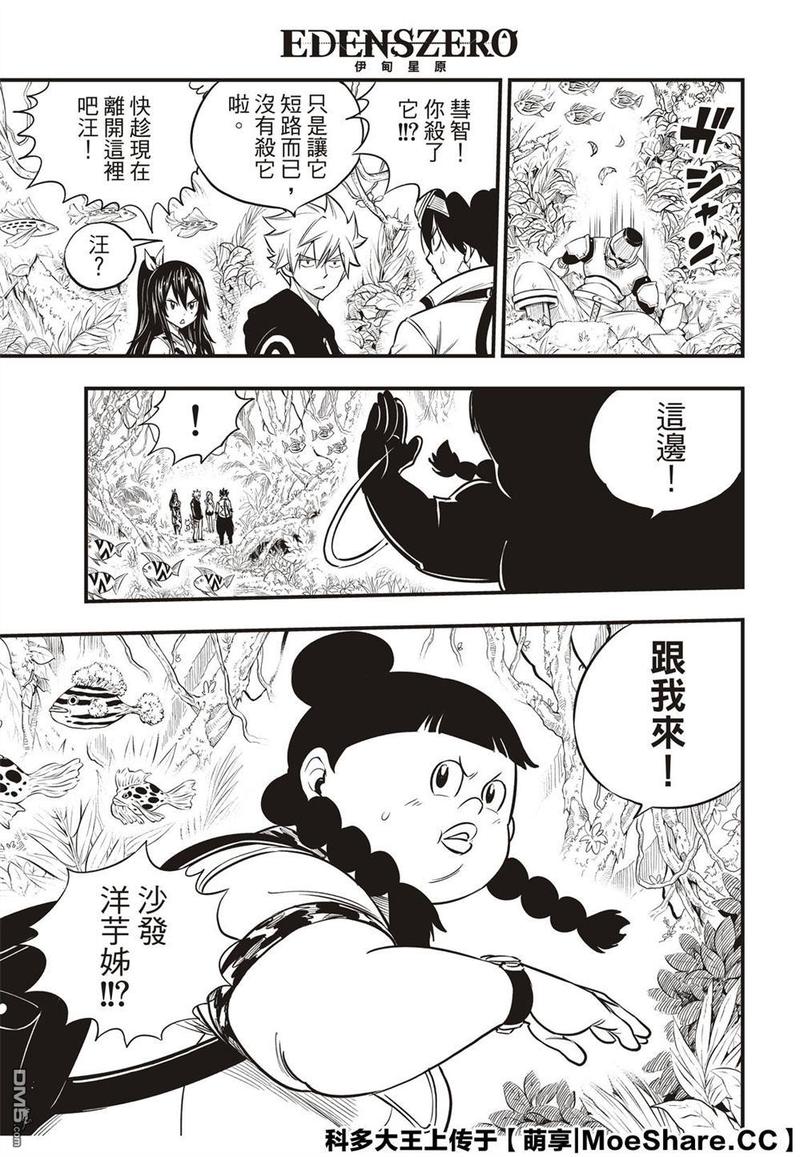 EDENSZERO
伊甸星原
ガシャン
彗智！
你殺了
它!!?
只是讓它
短路而已，
沒有殺它
啦。
快趁現在
離開這裡
吧汪！
汪？
這邊！
！
W
W
W
W
跟我來！
沙發
洋芋姊
!!?
DM5.com
科多大王上传于【萌享|MoeShare.CC】